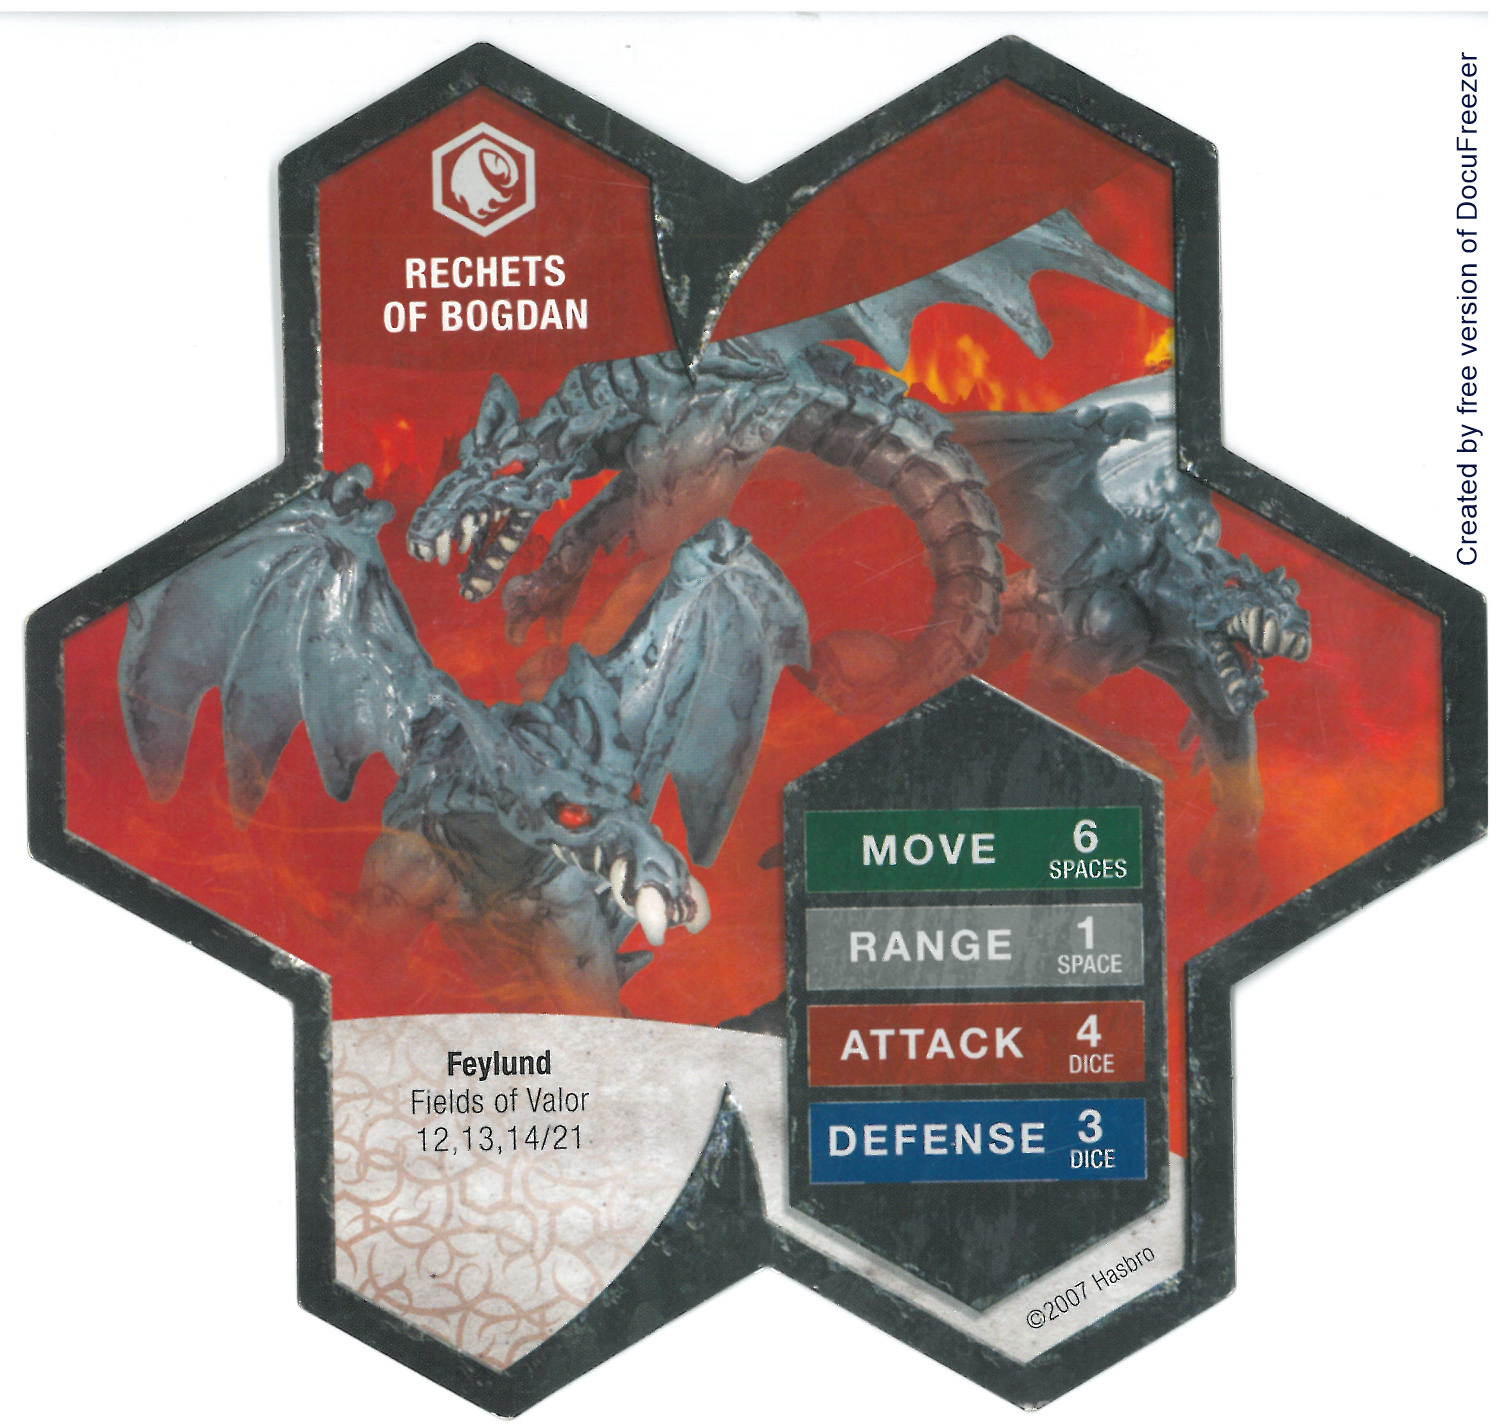 RECHETS
OF BOGDAN
MOVE 6 SPACES
RANGE 1 SPACE
ATTACK 4 DICE
DEFENSE 3 DICE
Feylund
Fields of Valor
12,13,14/21
©2007 Hasbro
Created by free version of DocuFreezer